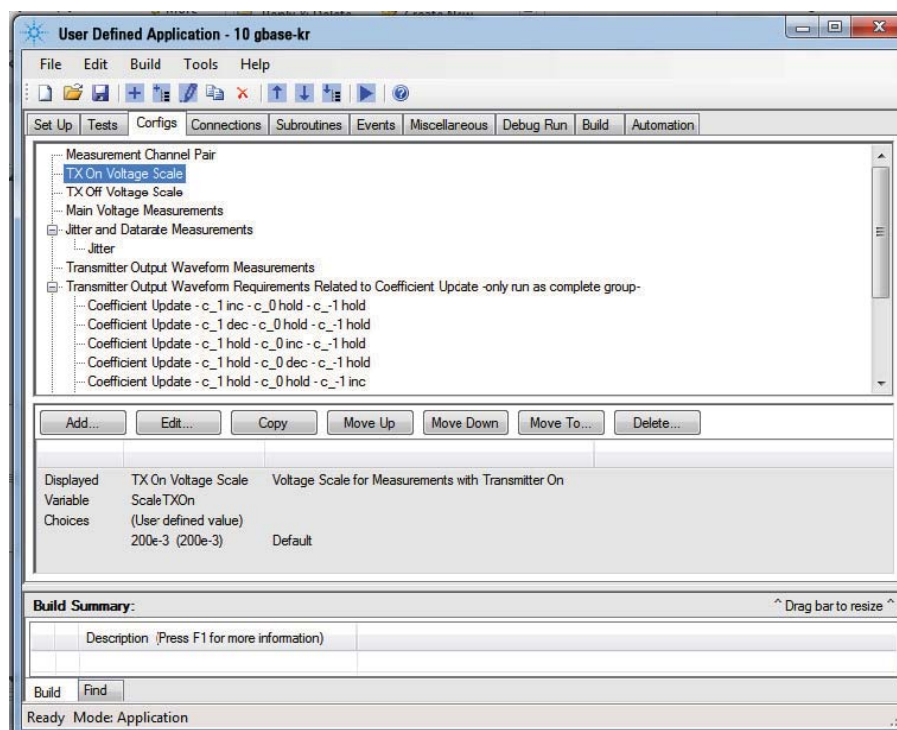 User Defined Application - 10 gbase-kr
File Edit Build Tools Help
Set Up Tests Configs Connections Subroutines Events Miscellaneous Debug Run Build Automation
Measurement Channel Pair
TX On Voltage Scale
TX Off Voltage Scale
Main Voltage Measurements
Jitter and Datarate Measurements
Jitter
Transmitter Output Waveform Measurements
Transmitter Output Waveform Requirements Related to Coefficient Update -only run as complete group-
Coefficient Update - c_1 inc - c_0 hold - c_-1 hold
Coefficient Update - c_1 dec - c_0 hold - c_-1 hold
Coefficient Update - c_1 hold - c_0 inc - c_-1 hold
Coefficient Update - c_1 hold - c_0 dec - c_-1 hold
Coefficient Update - c_1 hold - c_0 hold - c_-1 inc
Add... Edit... Copy Move Up Move Down Move To... Delete...
Displayed TX On Voltage Scale Voltage Scale for Measurements with Transmitter On
Variable ScaleTXOn
Choices (User defined value)
200e-3 (200e-3) Default
Build Summary: ^ Drag bar to resize ^
Description (Press F1 for more information)
Build Find
Ready Mode: Application